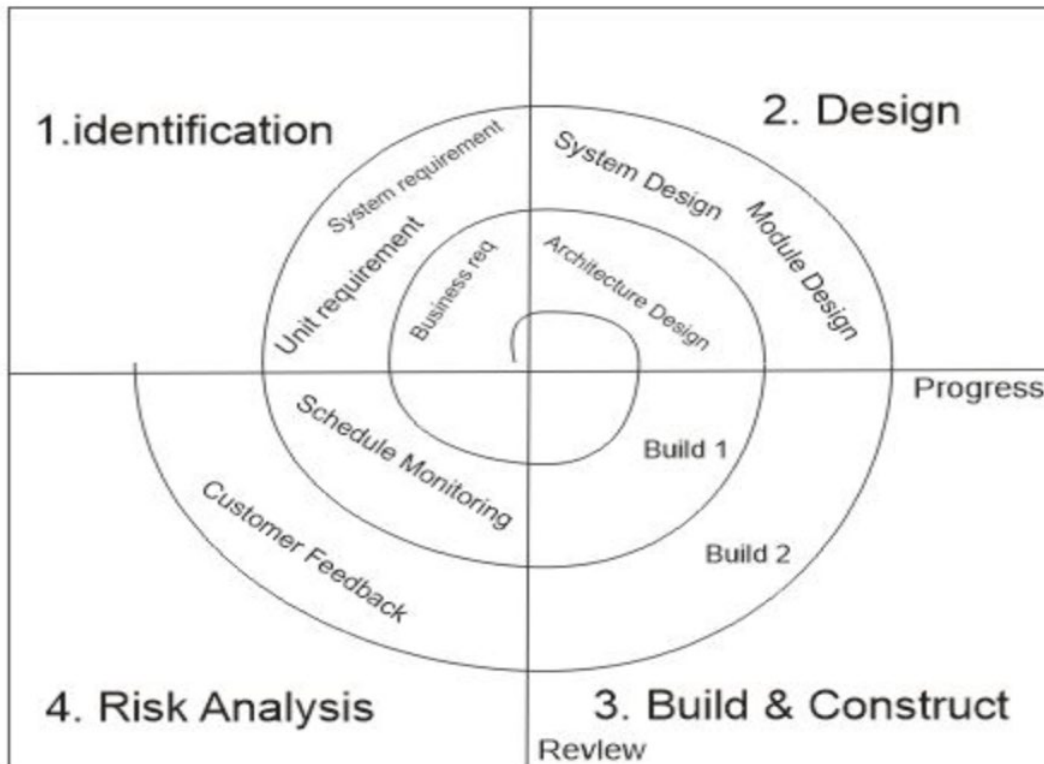 1.identification
2. Design
System requirement
System Design
Unit requirement
Module Design
Business req
Architecture Design
Progress
Schedule Monitoring
Build 1
Customer Feedback
Build 2
4. Risk Analysis
3. Build & Construct
Revlew